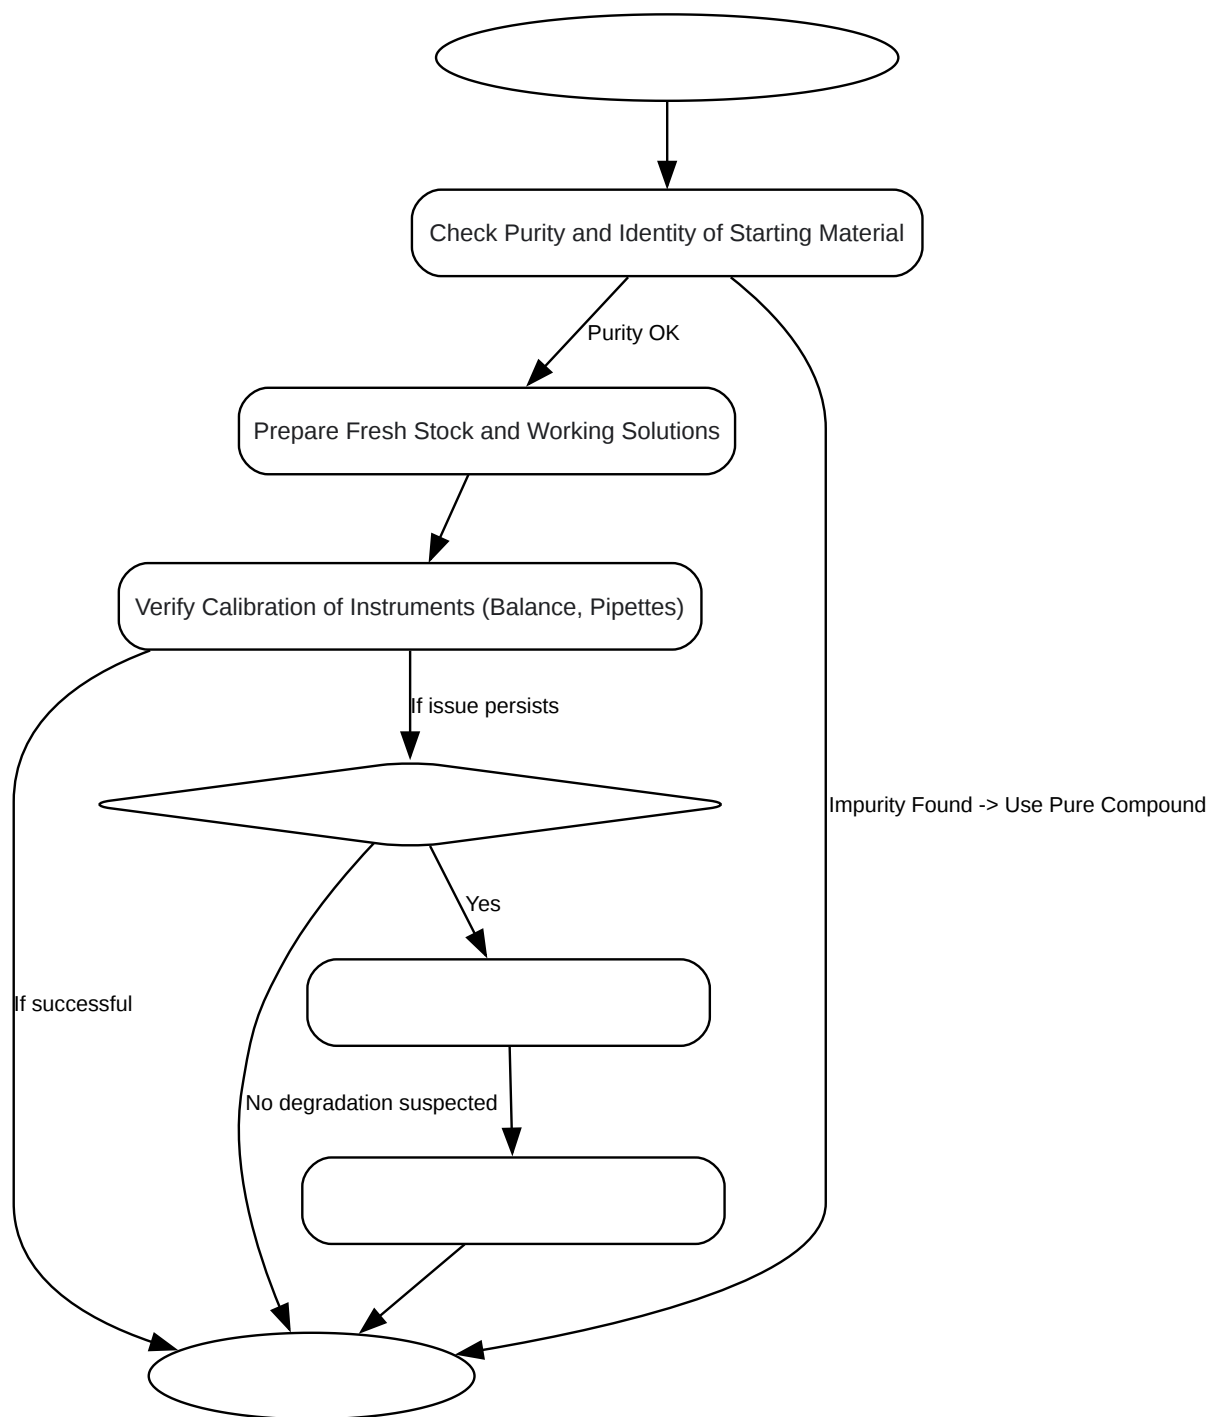 Check Purity and Identity of Starting Material
Purity OK
Prepare Fresh Stock and Working Solutions
Verify Calibration of Instruments (Balance, Pipettes)
If issue persists
Impurity Found -> Use Pure Compound
Yes
If successful
No degradation suspected